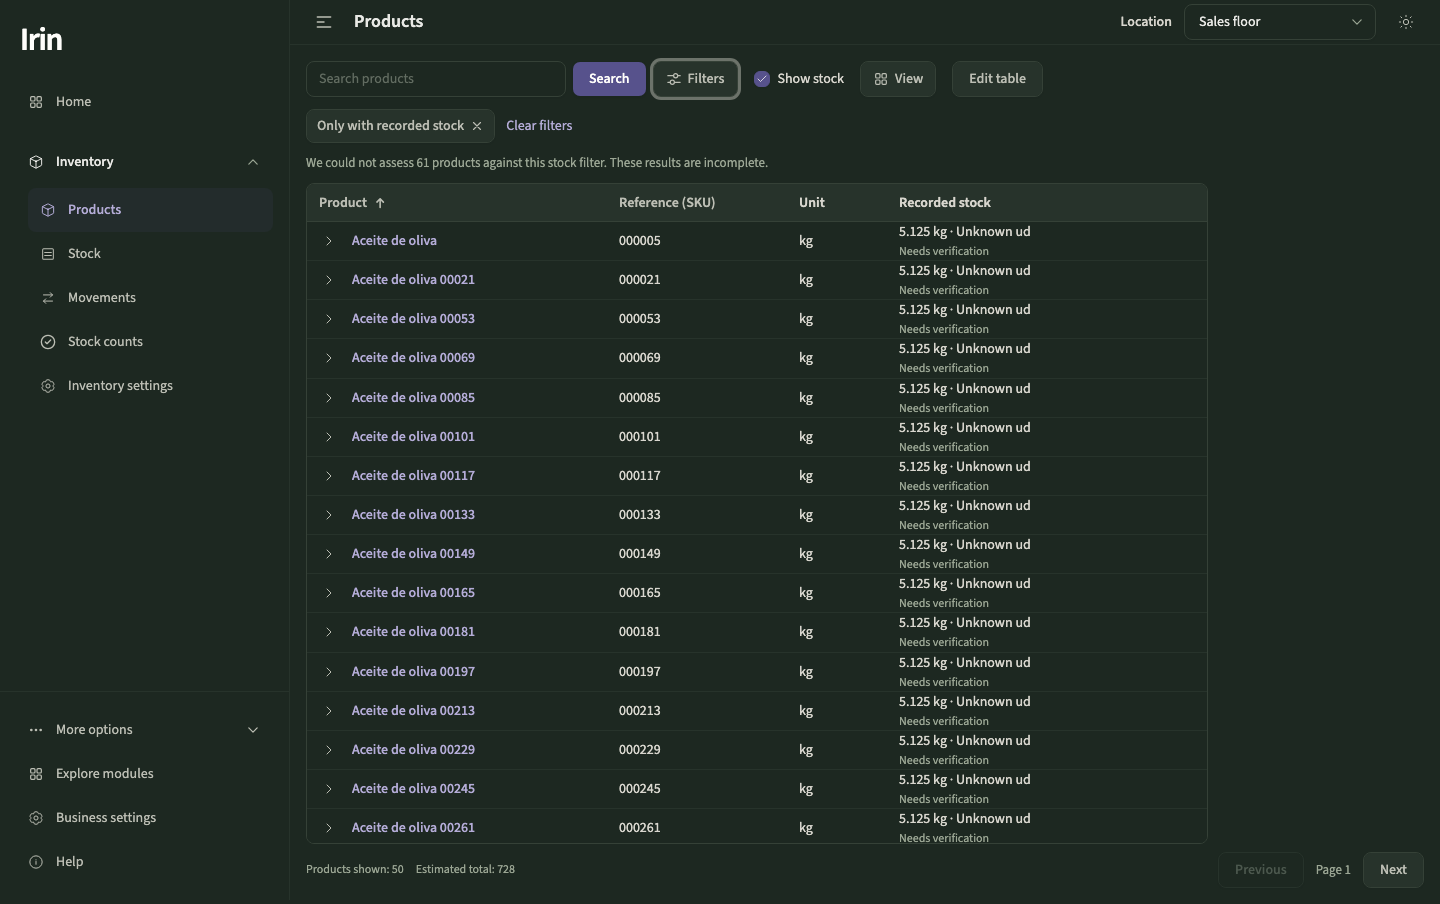 Irin
Products
Location
Sales floor
Home
Inventory
Products
Stock
Movements
Stock counts
Inventory settings
More options
Explore modules
Business settings
Help
Search products
Search
Filters
Show stock
View
Edit table
Only with recorded stock
Clear filters
We could not assess 61 products against this stock filter. These results are incomplete.
Product Reference (SKU) Unit Recorded stock
Aceite de oliva 000005 kg 5.125 kg · Unknown ud
Needs verification
Aceite de oliva 00021 000021 kg 5.125 kg · Unknown ud
Needs verification
Aceite de oliva 00053 000053 kg 5.125 kg · Unknown ud
Needs verification
Aceite de oliva 00069 000069 kg 5.125 kg · Unknown ud
Needs verification
Aceite de oliva 00085 000085 kg 5.125 kg · Unknown ud
Needs verification
Aceite de oliva 00101 000101 kg 5.125 kg · Unknown ud
Needs verification
Aceite de oliva 00117 000117 kg 5.125 kg · Unknown ud
Needs verification
Aceite de oliva 00133 000133 kg 5.125 kg · Unknown ud
Needs verification
Aceite de oliva 00149 000149 kg 5.125 kg · Unknown ud
Needs verification
Aceite de oliva 00165 000165 kg 5.125 kg · Unknown ud
Needs verification
Aceite de oliva 00181 000181 kg 5.125 kg · Unknown ud
Needs verification
Aceite de oliva 00197 000197 kg 5.125 kg · Unknown ud
Needs verification
Aceite de oliva 00213 000213 kg 5.125 kg · Unknown ud
Needs verification
Aceite de oliva 00229 000229 kg 5.125 kg · Unknown ud
Needs verification
Aceite de oliva 00245 000245 kg 5.125 kg · Unknown ud
Needs verification
Aceite de oliva 00261 000261 kg 5.125 kg · Unknown ud
Needs verification
Products shown: 50 Estimated total: 728
Previous
Page 1
Next